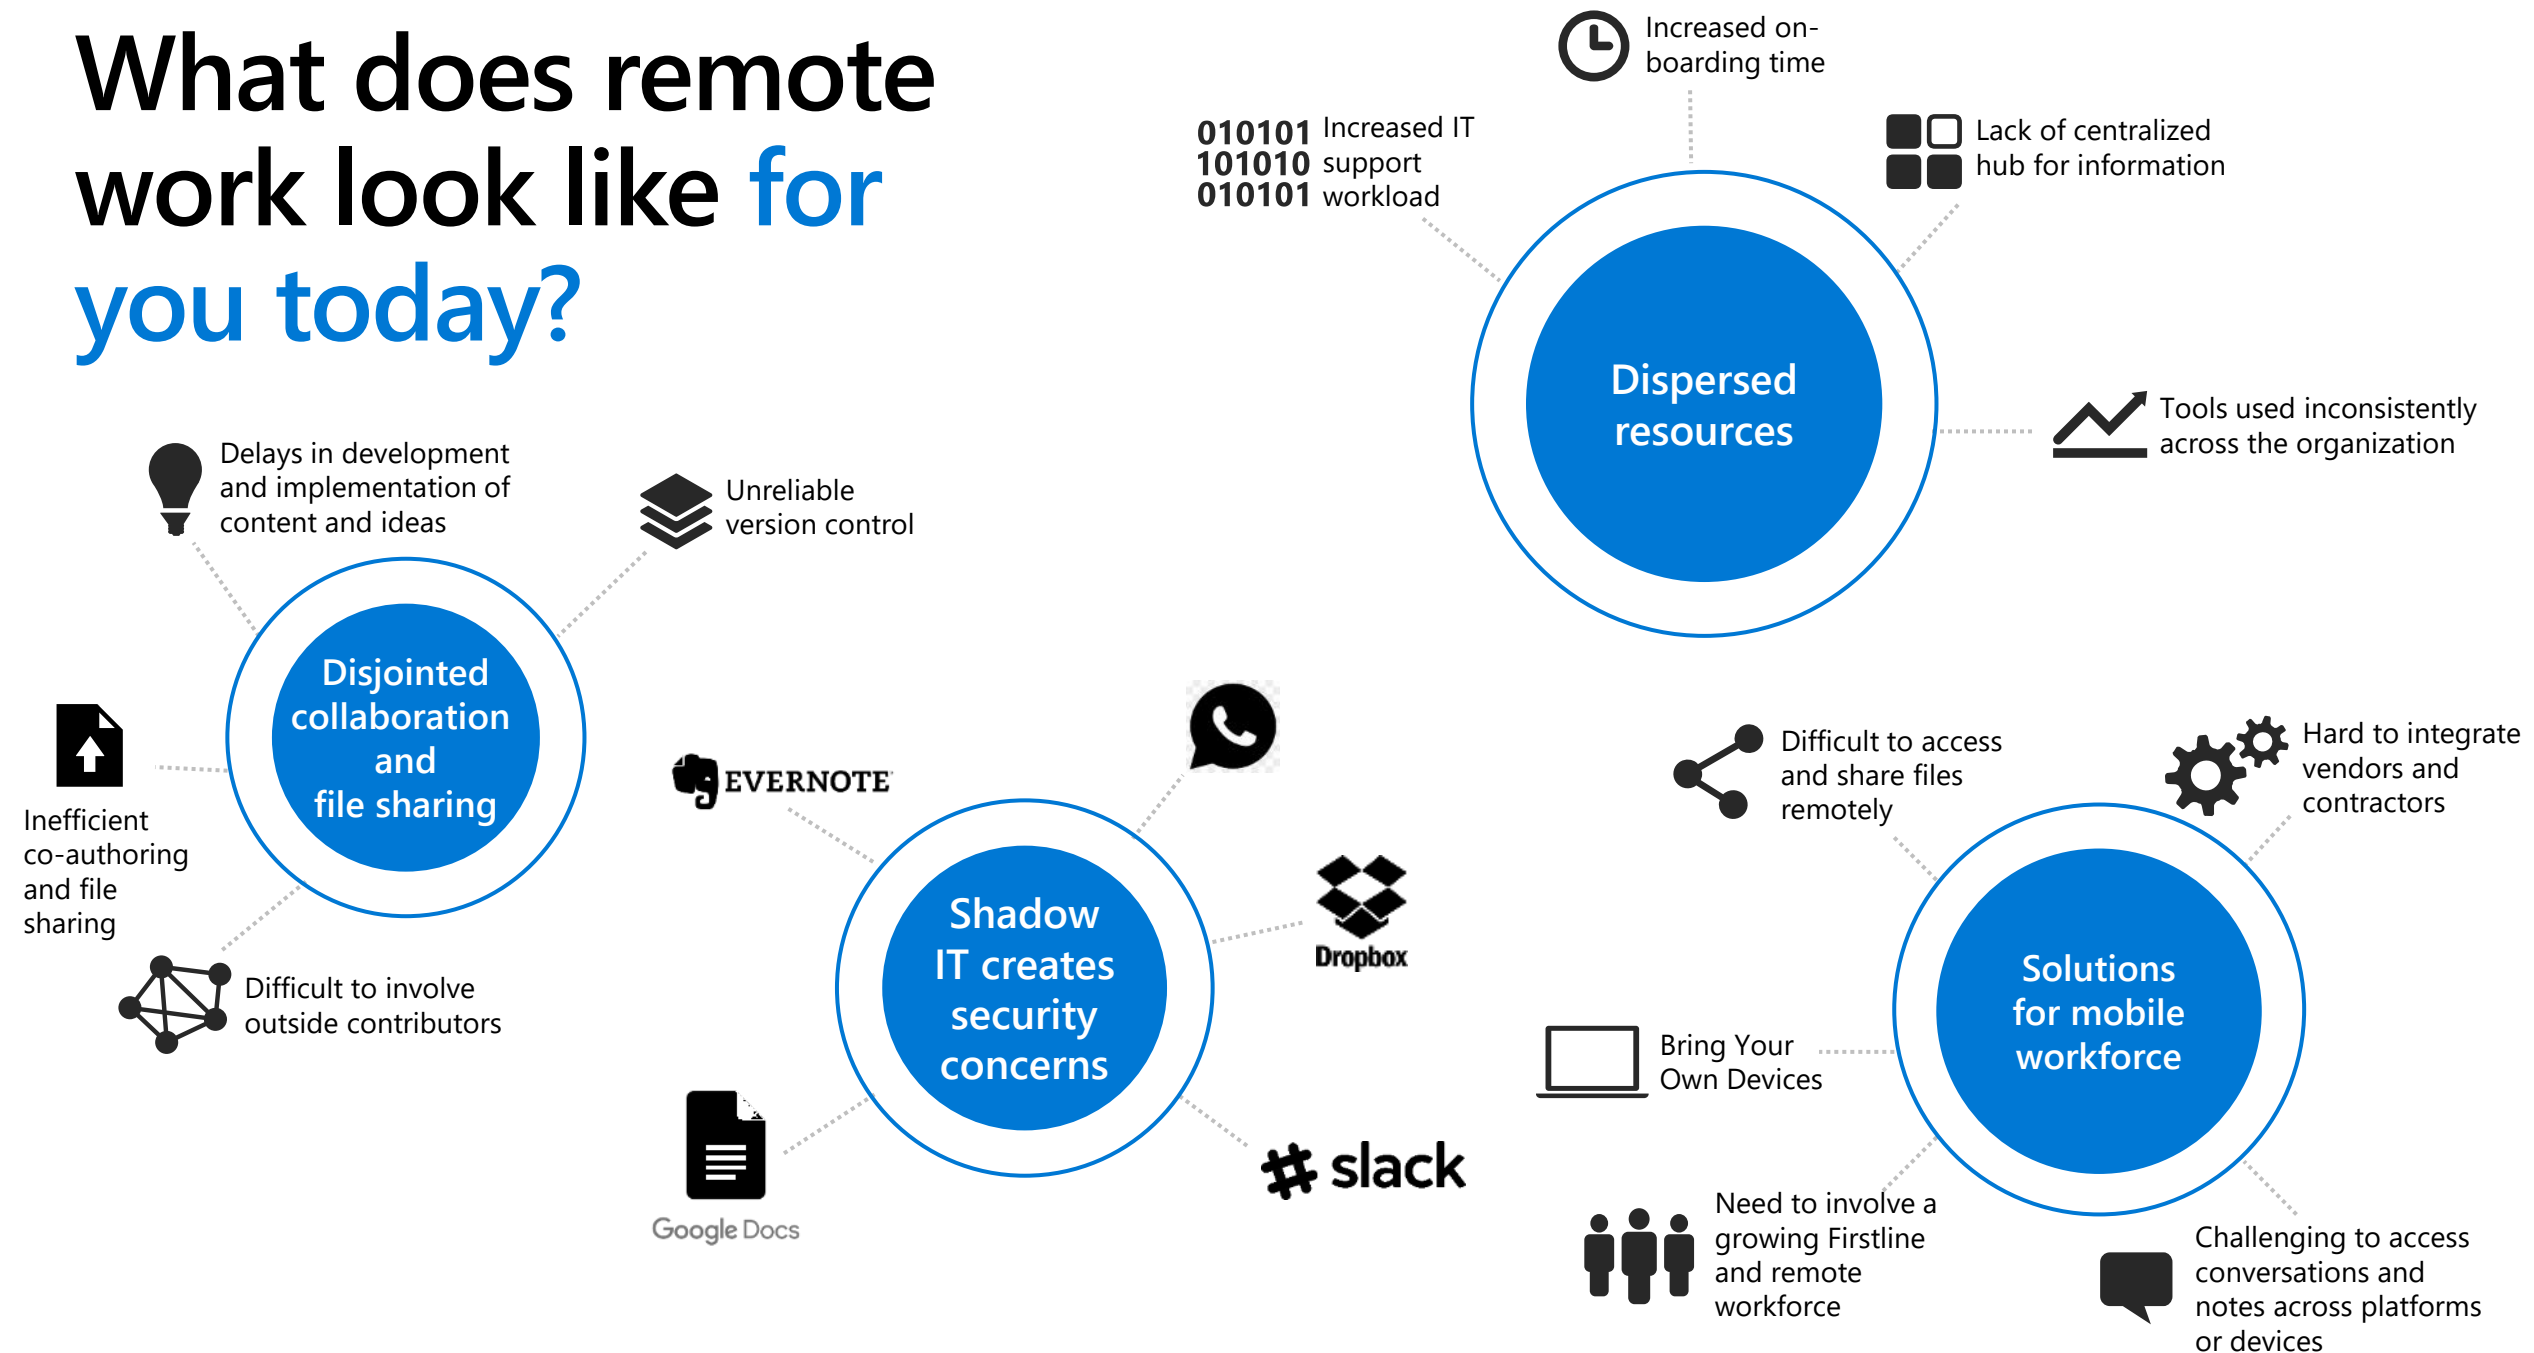 What does remote
work look like for
you today?
Increased on-
boarding time
010101
101010
010101
Increased IT
support
workload
Lack of centralized
hub for information
Dispersed
resources
Tools used inconsistently
across the organization
Delays in development
and implementation of
content and ideas
Unreliable
version control
Disjointed
collaboration
and
file sharing
Inefficient
co-authoring
and file
sharing
Difficult to involve
outside contributors
EVERNOTE
Shadow
IT creates
security
concerns
Dropbox
slack
Google Docs
Difficult to access
and share files
remotely
Hard to integrate
vendors and
contractors
Solutions
for mobile
workforce
Bring Your
Own Devices
Need to involve a
growing Firstline
and remote
workforce
Challenging to access
conversations and
notes across platforms
or devices